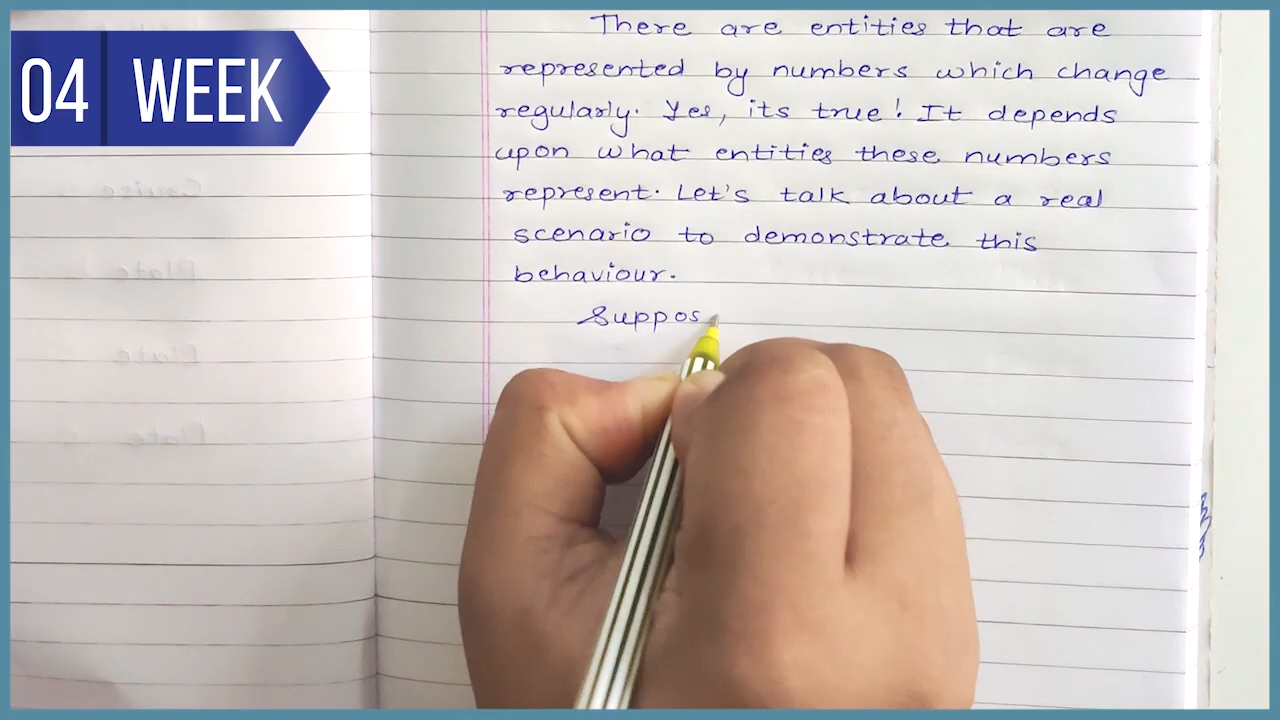 04 WEEK
There are entities that are
represented by numbers which change
regularly. Yes, its true! It depends
upon what entities these numbers
represent. Let's talk about a real
scenario to demonstrate this
behaviour.
Suppos